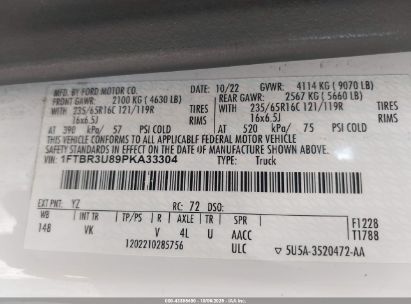 MFD. BY FORD MOTOR CO.
10/22 GVWR: 4114 KG (9070 LB)
FRONT GAWR: 2100 KG (4630 LB)
REAR GAWR: 2567 KG (5660 LB)
WITH 235/65R16C 121/119R TIRES
WITH 235/65R16C 121/119R TIRES
16x6.5J RIMS
16x6.5J RIMS
AT 390 kPa/ 57 PSI COLD
AT 520 kPa/ 75 PSI COLD
THIS VEHICLE CONFORMS TO ALL APPLICABLE FEDERAL MOTOR VEHICLE
SAFETY STANDARDS IN EFFECT ON THE DATE OF MANUFACTURE SHOWN ABOVE.
VIN: 1FTBR3U89PKA33304
TYPE: Truck
EXT PNT: YZ RC: 72 DSO:
WB INT TR TP/PS R AXLE TR SPR
F1228
148 VK V 4L U AACC
T1788
1202210285756 ULC
5U5A-3520472-AA